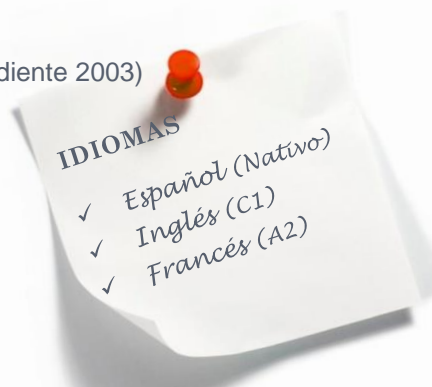 diente 2003)
IDIOMAS
✓ Español (Nativo)
✓ Inglés (C1)
✓ Francés (A2)